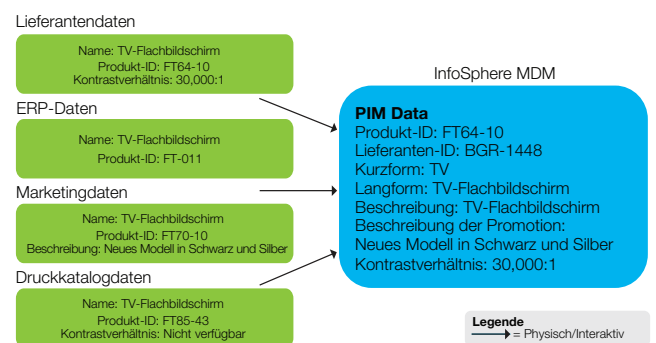 Lieferantendaten
Name: TV-Flachbildschirm
Produkt-ID: FT64-10
Kontrastverhältnis: 30,000:1
ERP-Daten
Name: TV-Flachbildschirm
Produkt-ID: FT-011
Marketingdaten
Name: TV-Flachbildschirm
Produkt-ID: FT70-10
Beschreibung: Neues Modell in Schwarz und Silber
Druckkatalogdaten
Name: TV-Flachbildschirm
Produkt-ID: FT85-43
Kontrastverhältnis: Nicht verfügbar
InfoSphere MDM
PIM Data
Produkt-ID: FT64-10
Lieferanten-ID: BGR-1448
Kurzform: TV
Langform: TV-Flachbildschirm
Beschreibung: TV-Flachbildschirm
Beschreibung der Promotion:
Neues Modell in Schwarz und Silber
Kontrastverhältnis: 30,000:1
Legende
= Physisch/Interaktiv